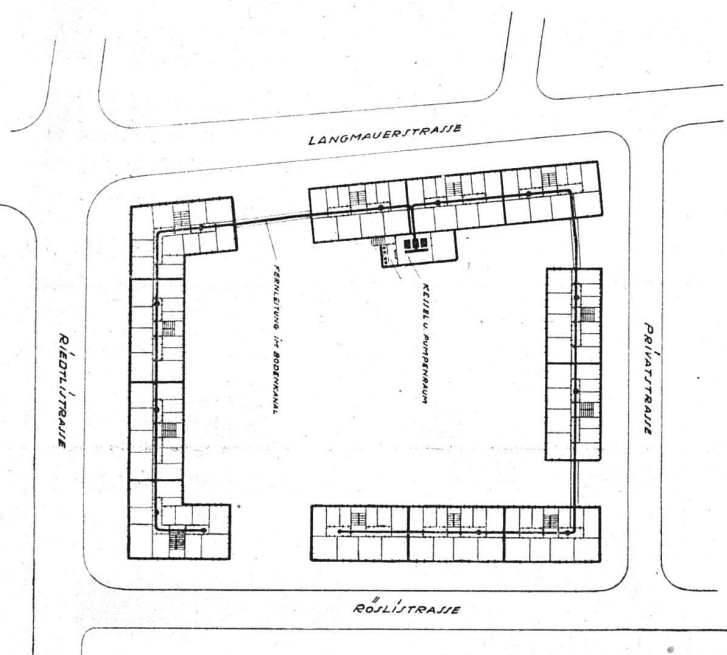 LANGMAUERSTRASSE
FERNLEITUNG IM BODENKANAL
KESSEL U. PUMPENRAUM
RIEDTLISTRASSE
PRIVATSTRASSE
RÖSLISTRASSE